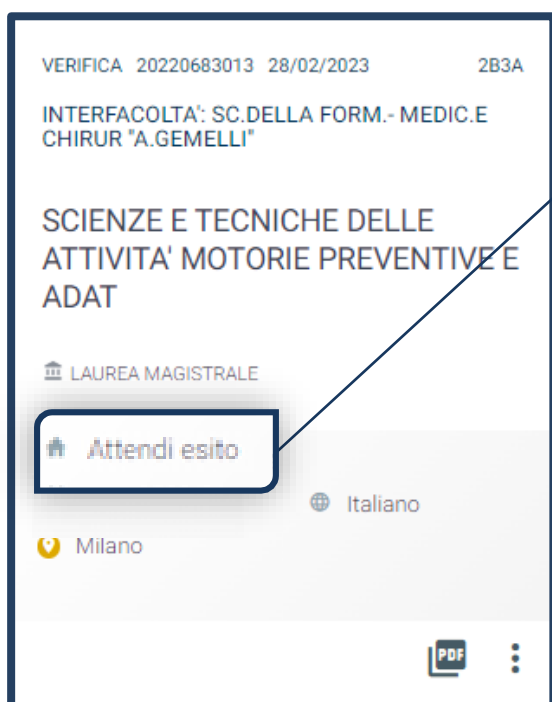 VERIFICA 20220683013 28/02/2023 2B3A
INTERFACOLTA': SC.DELLA FORM.- MEDIC.E
CHIRUR "A.GEMELLI"
SCIENZE E TECNICHE DELLE
ATTIVITA' MOTORIE PREVENTIVE E
ADAT
LAUREA MAGISTRALE
Attendi esito
Italiano
Milano
PDF